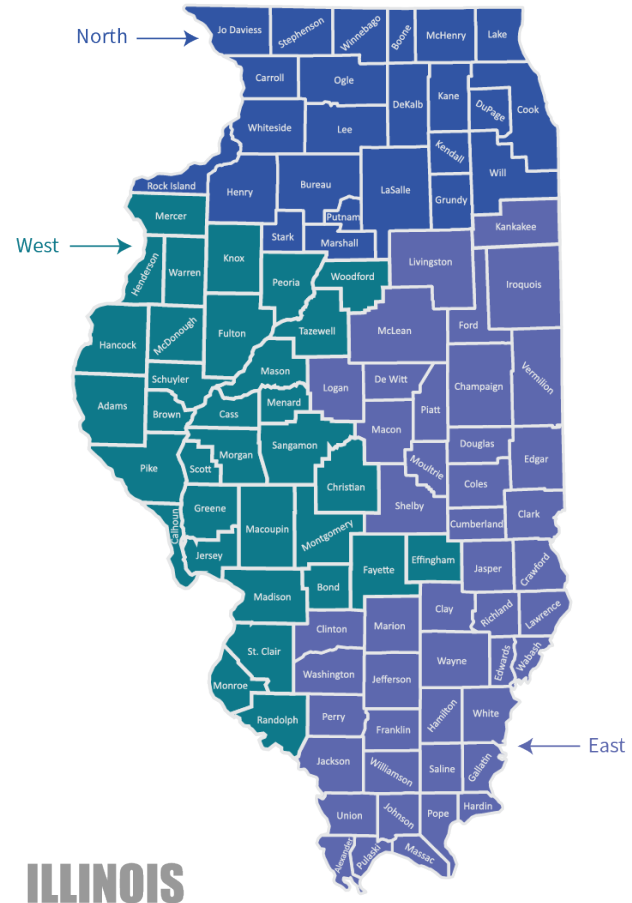 North
Jo Daviess
Stephenson
Winnebago
Boone
McHenry
Lake
Carroll
Ogle
DeKalb
Kane
DuPage
Cook
Whiteside
Lee
Kendall
Will
Rock Island
Henry
Bureau
LaSalle
Grundy
Putnam
Mercer
Stark
Marshall
Kankakee
West
Henderson
Warren
Knox
Peoria
Woodford
Livingston
Iroquois
Hancock
McDonough
Fulton
Tazewell
McLean
Ford
Schuyler
Mason
Logan
De Witt
Champaign
Vermilion
Adams
Brown
Cass
Menard
Macon
Piatt
Pike
Scott
Morgan
Sangamon
Moultrie
Douglas
Edgar
Christian
Coles
Calhoun
Greene
Macoupin
Montgomery
Shelby
Cumberland
Clark
Jersey
Fayette
Effingham
Jasper
Crawford
Madison
Bond
Clay
Richland
Lawrence
Clinton
Marion
St. Clair
Washington
Jefferson
Wayne
Edwards
Wabash
Monroe
Randolph
Perry
Franklin
Hamilton
White
East
Jackson
Williamson
Saline
Gallatin
Union
Johnson
Pope
Hardin
Alexander
Pulaski
Massac
ILLINOIS